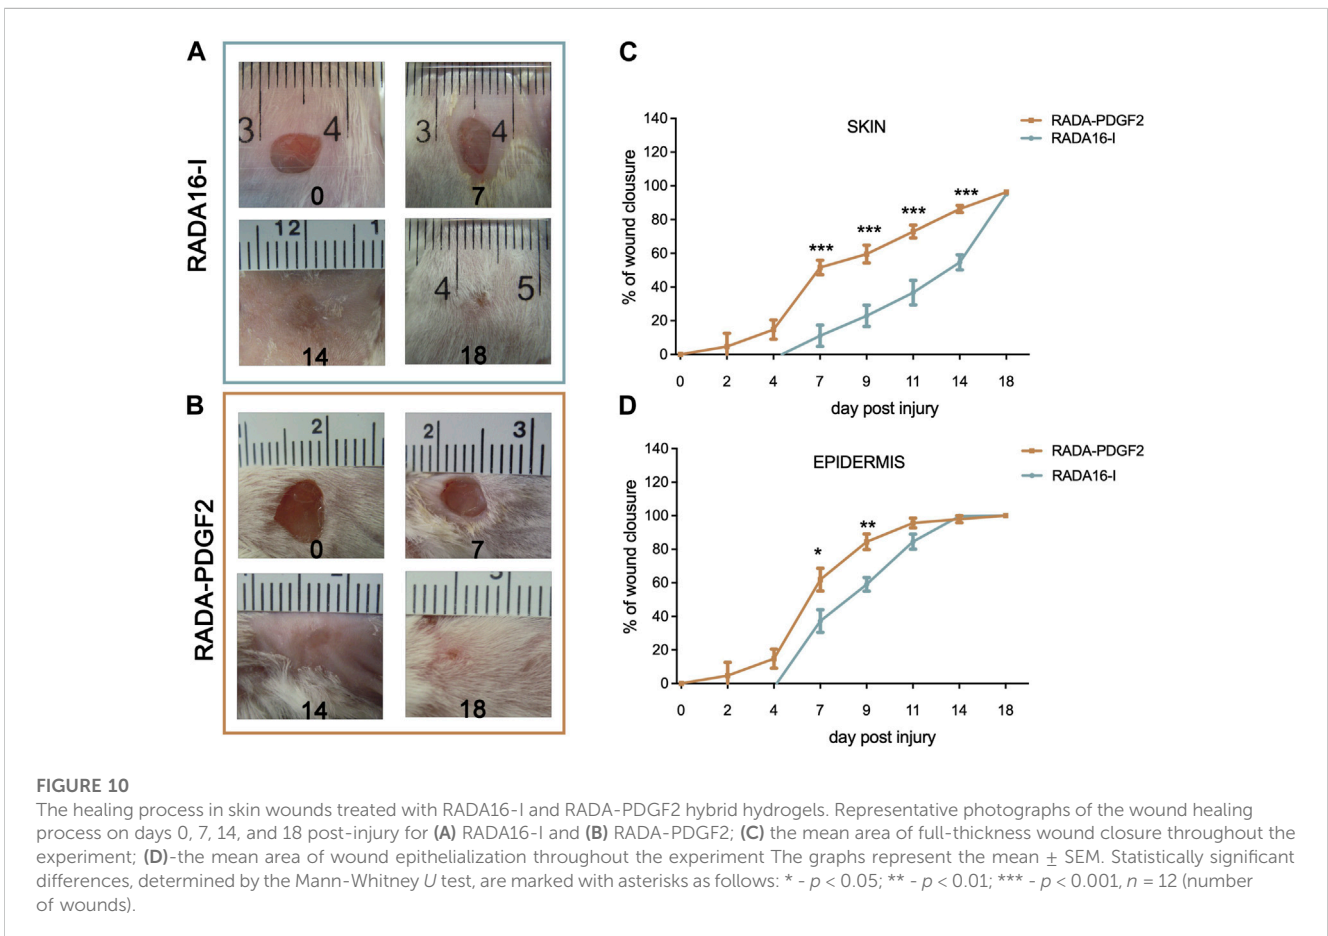 A
RADA16-I
3 4
0
3 4
7
12 1
14
4 5
18
B
RADA-PDGF2
2
0
2 3
7
14
18
C
SKIN
RADA-PDGF2
RADA16-I
% of wound clousure
140
120
100
80
60
40
20
0
***
***
***
***
0 2 4 7 9 11 14 18
day post injury
D
EPIDERMIS
RADA-PDGF2
RADA16-I
% of wound clousure
140
120
100
80
60
40
20
0
*
**
0 2 4 7 9 11 14 18
day post injury
FIGURE 10
The healing process in skin wounds treated with RADA16-I and RADA-PDGF2 hybrid hydrogels. Representative photographs of the wound healing
process on days 0, 7, 14, and 18 post-injury for (A) RADA16-I and (B) RADA-PDGF2; (C) the mean area of full-thickness wound closure throughout the
experiment; (D)-the mean area of wound epithelialization throughout the experiment The graphs represent the mean ± SEM. Statistically significant
differences, determined by the Mann-Whitney U test, are marked with asterisks as follows: * - p < 0.05; ** - p < 0.01; *** - p < 0.001, n = 12 (number
of wounds).